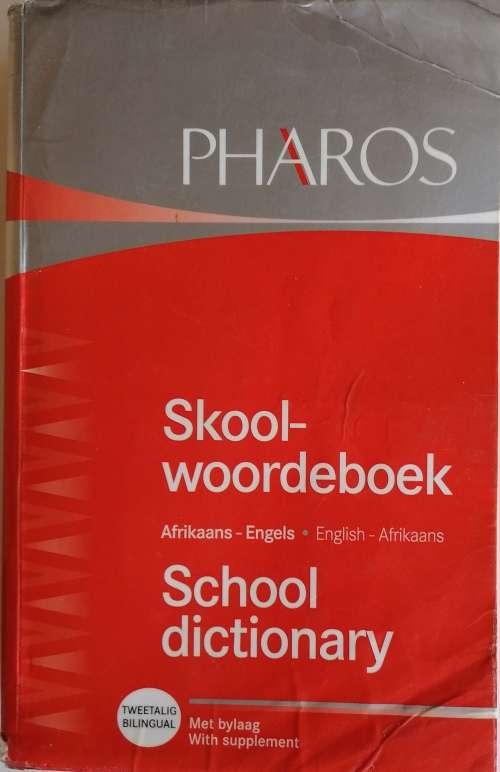 PHAROS
Skool-
woordeboek
Afrikaans - Engels • English - Afrikaans
School
dictionary
TWEETALIG
BILINGUAL
Met bylaag
With supplement